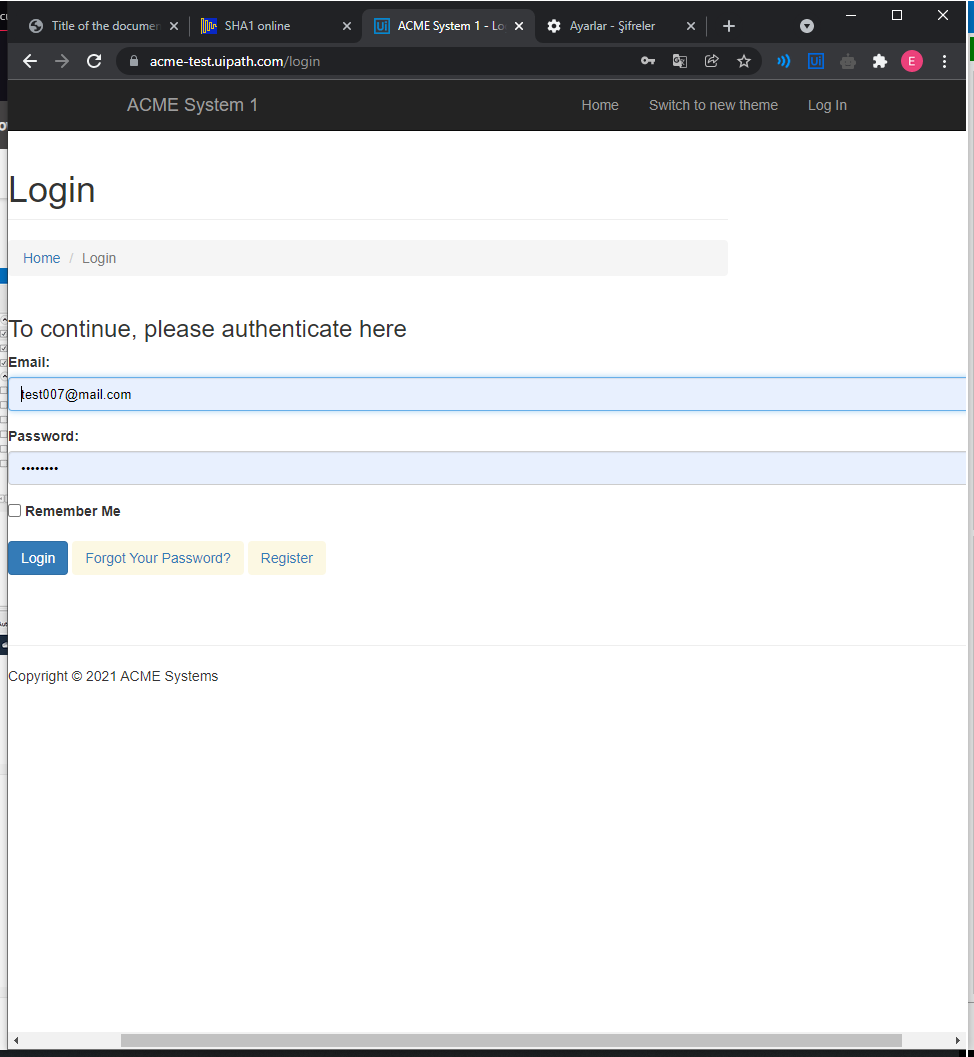 Title of the documen
SHA1 online
Ui ACME System 1 - Lo
Ayarlar - Şifreler
acme-test.uipath.com/login
Ui
E
ACME System 1
Home
Switch to new theme
Log In
Login
Home / Login
To continue, please authenticate here
Email:
test007@mail.com
Password:
••••••••
Remember Me
Login
Forgot Your Password?
Register
Copyright © 2021 ACME Systems